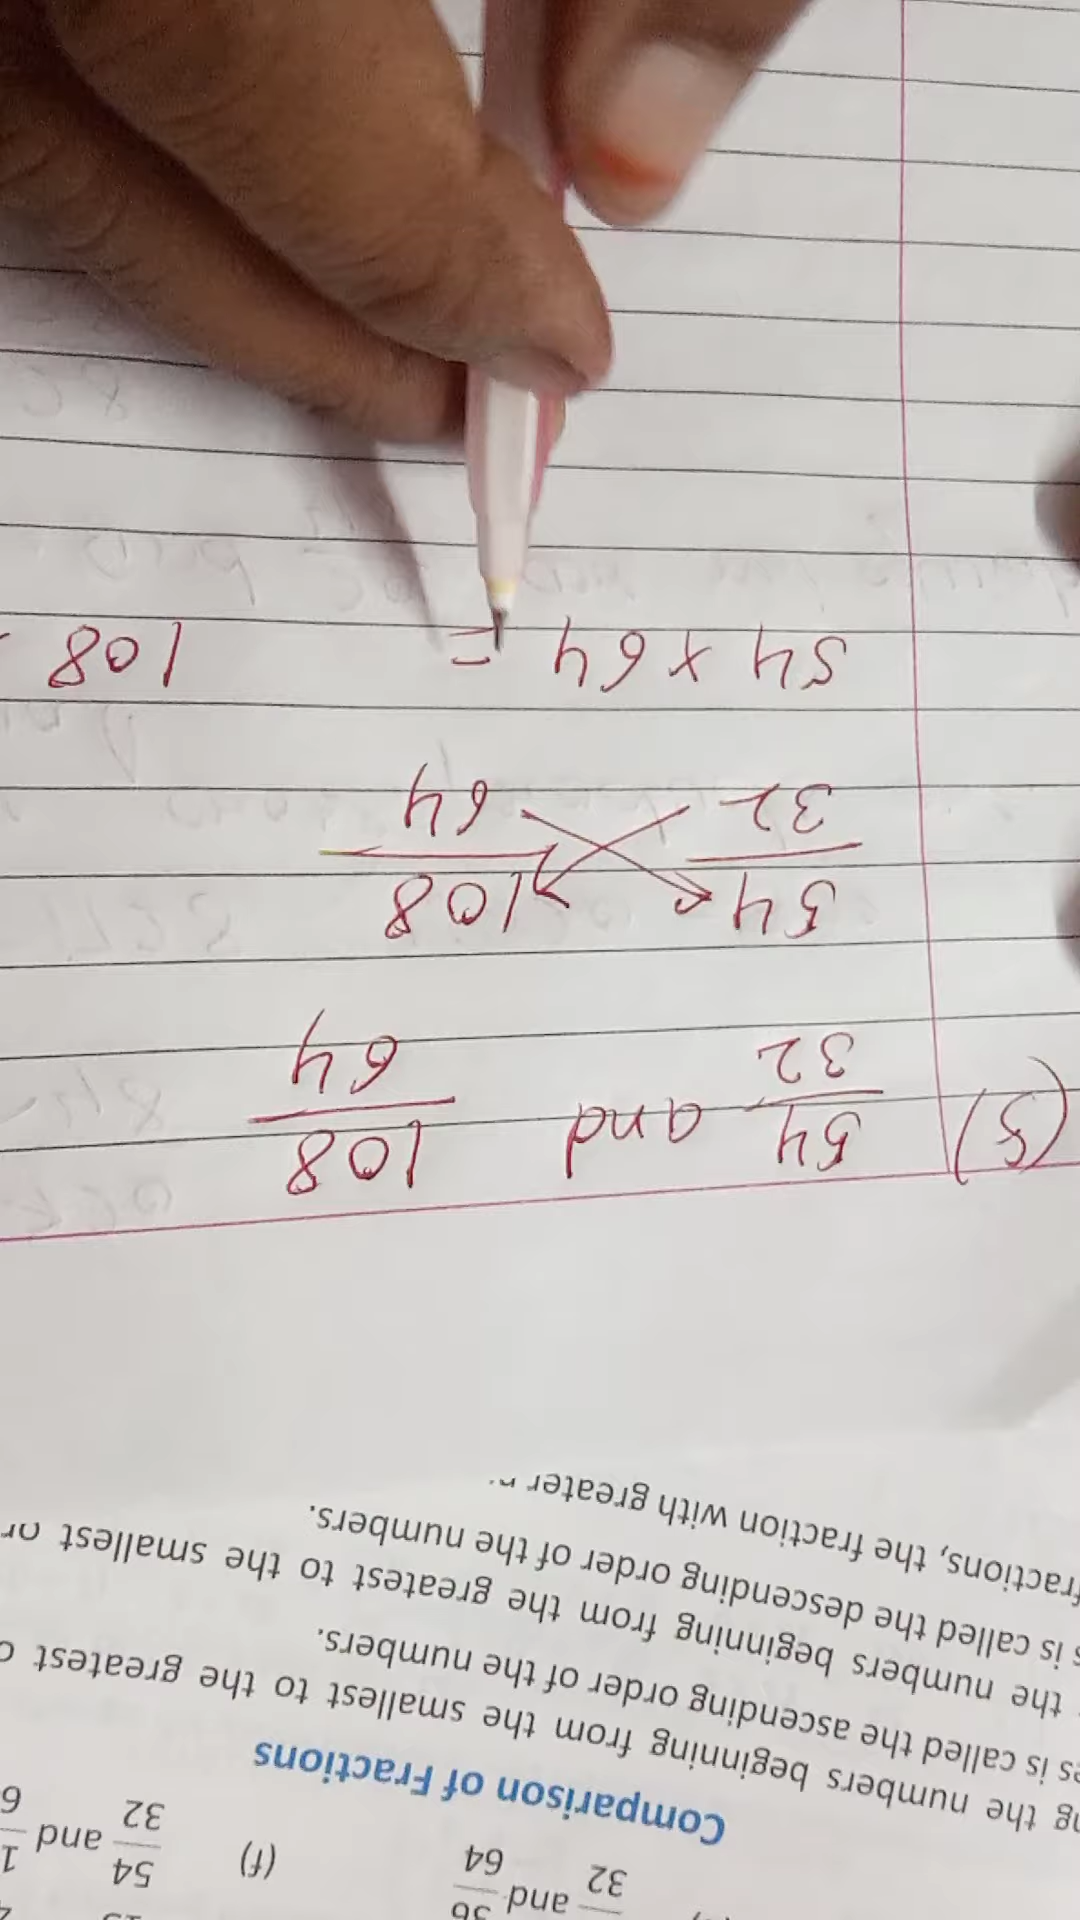 32 and 36/64 (f) 54/32 and
Comparison of Fractions
the numbers beginning from the smallest to the greatest
is called the ascending order of the numbers.
the numbers beginning from the greatest to the smallest
is called the descending order of the numbers.
the fraction with greater
(5) 54/32 and 108/64
54/32 108/64
54 × 64 = 108